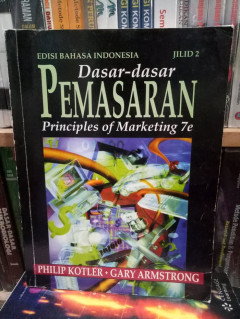 EDISI BAHASA INDONESIA JILID 2
Dasar-dasar
PEMASARAN
Principles of Marketing 7e
PHILIP KOTLER • GARY ARMSTRONG